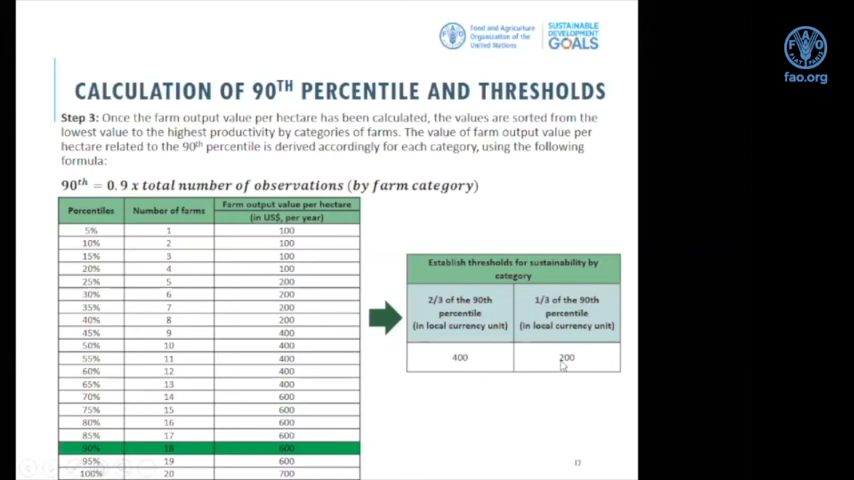 Food and Agriculture
Organization of the
United Nations
SUSTAINABLE
DEVELOPMENT
GOALS
FAO
FIAT PANIS
fao.org
CALCULATION OF 90TH PERCENTILE AND THRESHOLDS
Step 3: Once the farm output value per hectare has been calculated, the values are sorted from the
lowest value to the highest productivity by categories of farms. The value of farm output value per
hectare related to the 90th percentile is derived accordingly for each category, using the following
formula:
90th = 0.9 x total number of observations (by farm category)
Percentiles Number of farms Farm output value per hectare
(in US$, per year)
5% 1 100
10% 2 100
15% 3 100
20% 4 100
25% 5 200
30% 6 200
35% 7 200
40% 8 200
45% 9 400
50% 10 400
55% 11 400
60% 12 400
65% 13 400
70% 14 600
75% 15 600
80% 16 600
85% 17 600
90% 18 600
95% 19 600
100% 20 700
Establish thresholds for sustainability by
category
2/3 of the 90th
percentile
(in local currency unit)
1/3 of the 90th
percentile
(in local currency unit)
400 200
13